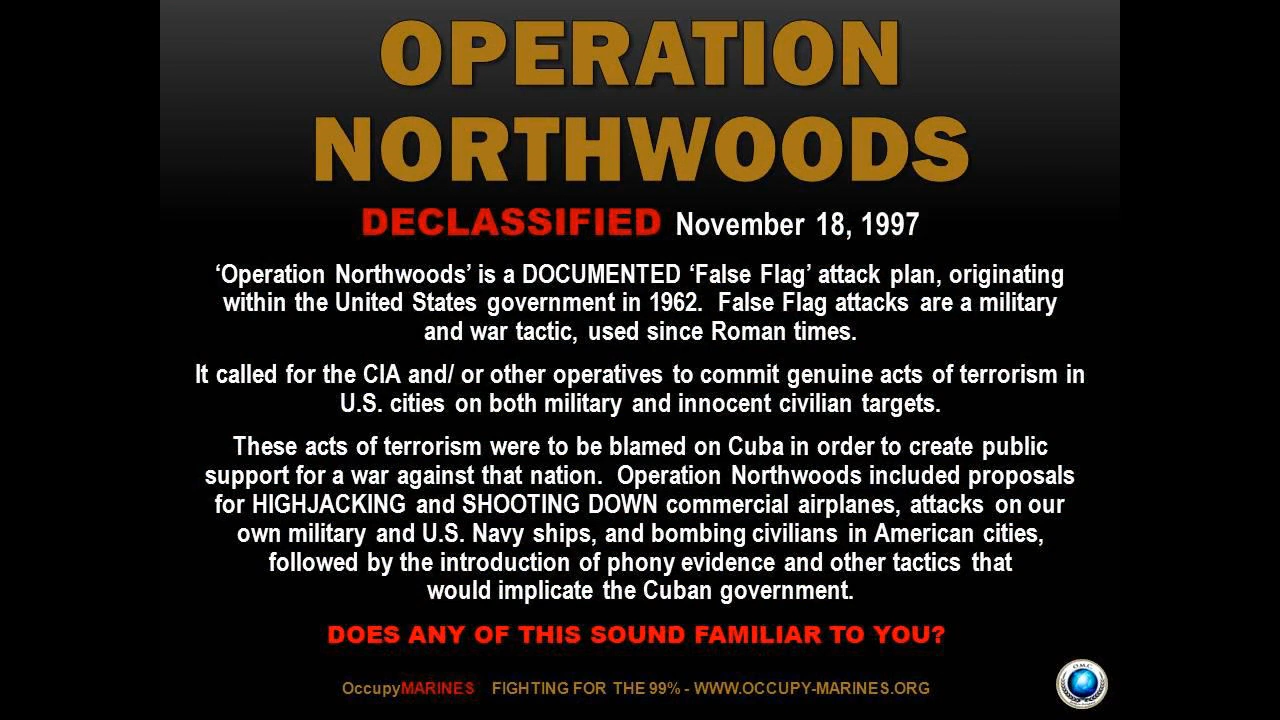 OPERATION
NORTHWOODS
DECLASSIFIED November 18, 1997
‘Operation Northwoods’ is a DOCUMENTED ‘False Flag’ attack plan, originating
within the United States government in 1962. False Flag attacks are a military
and war tactic, used since Roman times.
It called for the CIA and/ or other operatives to commit genuine acts of terrorism in
U.S. cities on both military and innocent civilian targets.
These acts of terrorism were to be blamed on Cuba in order to create public
support for a war against that nation. Operation Northwoods included proposals
for HIGHJACKING and SHOOTING DOWN commercial airplanes, attacks on our
own military and U.S. Navy ships, and bombing civilians in American cities,
followed by the introduction of phony evidence and other tactics that
would implicate the Cuban government.
DOES ANY OF THIS SOUND FAMILIAR TO YOU?
OccupyMARINES FIGHTING FOR THE 99% - WWW.OCCUPY-MARINES.ORG
O.M.C